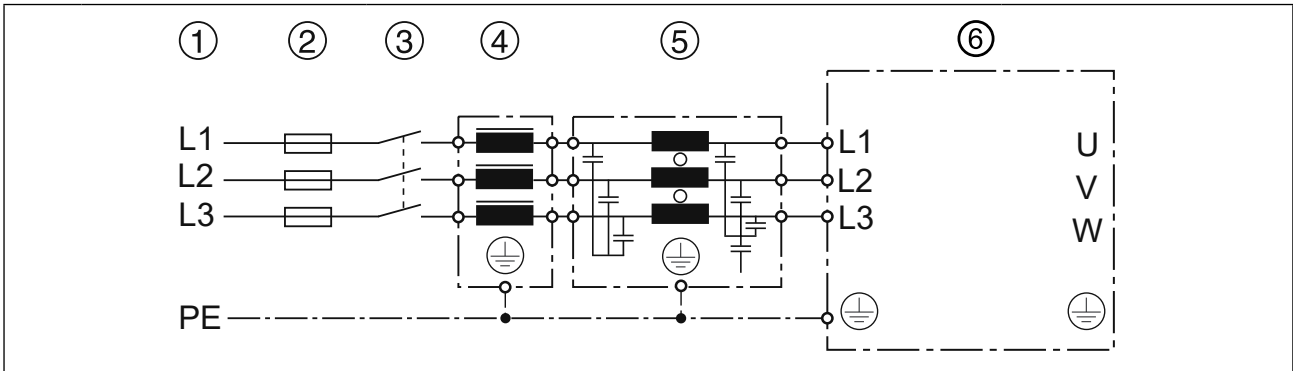 ① ② ③ ④ ⑤ ⑥
L1 L1 U
L2 L2 V
L3 L3 W
PE